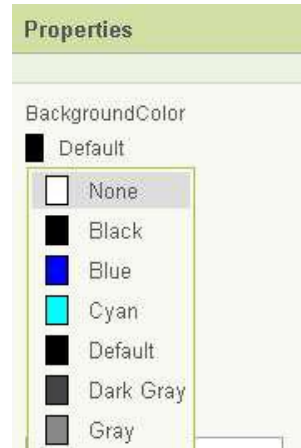 Properties
BackgroundColor
Default
None
Black
Blue
Cyan
Default
Dark Gray
Gray